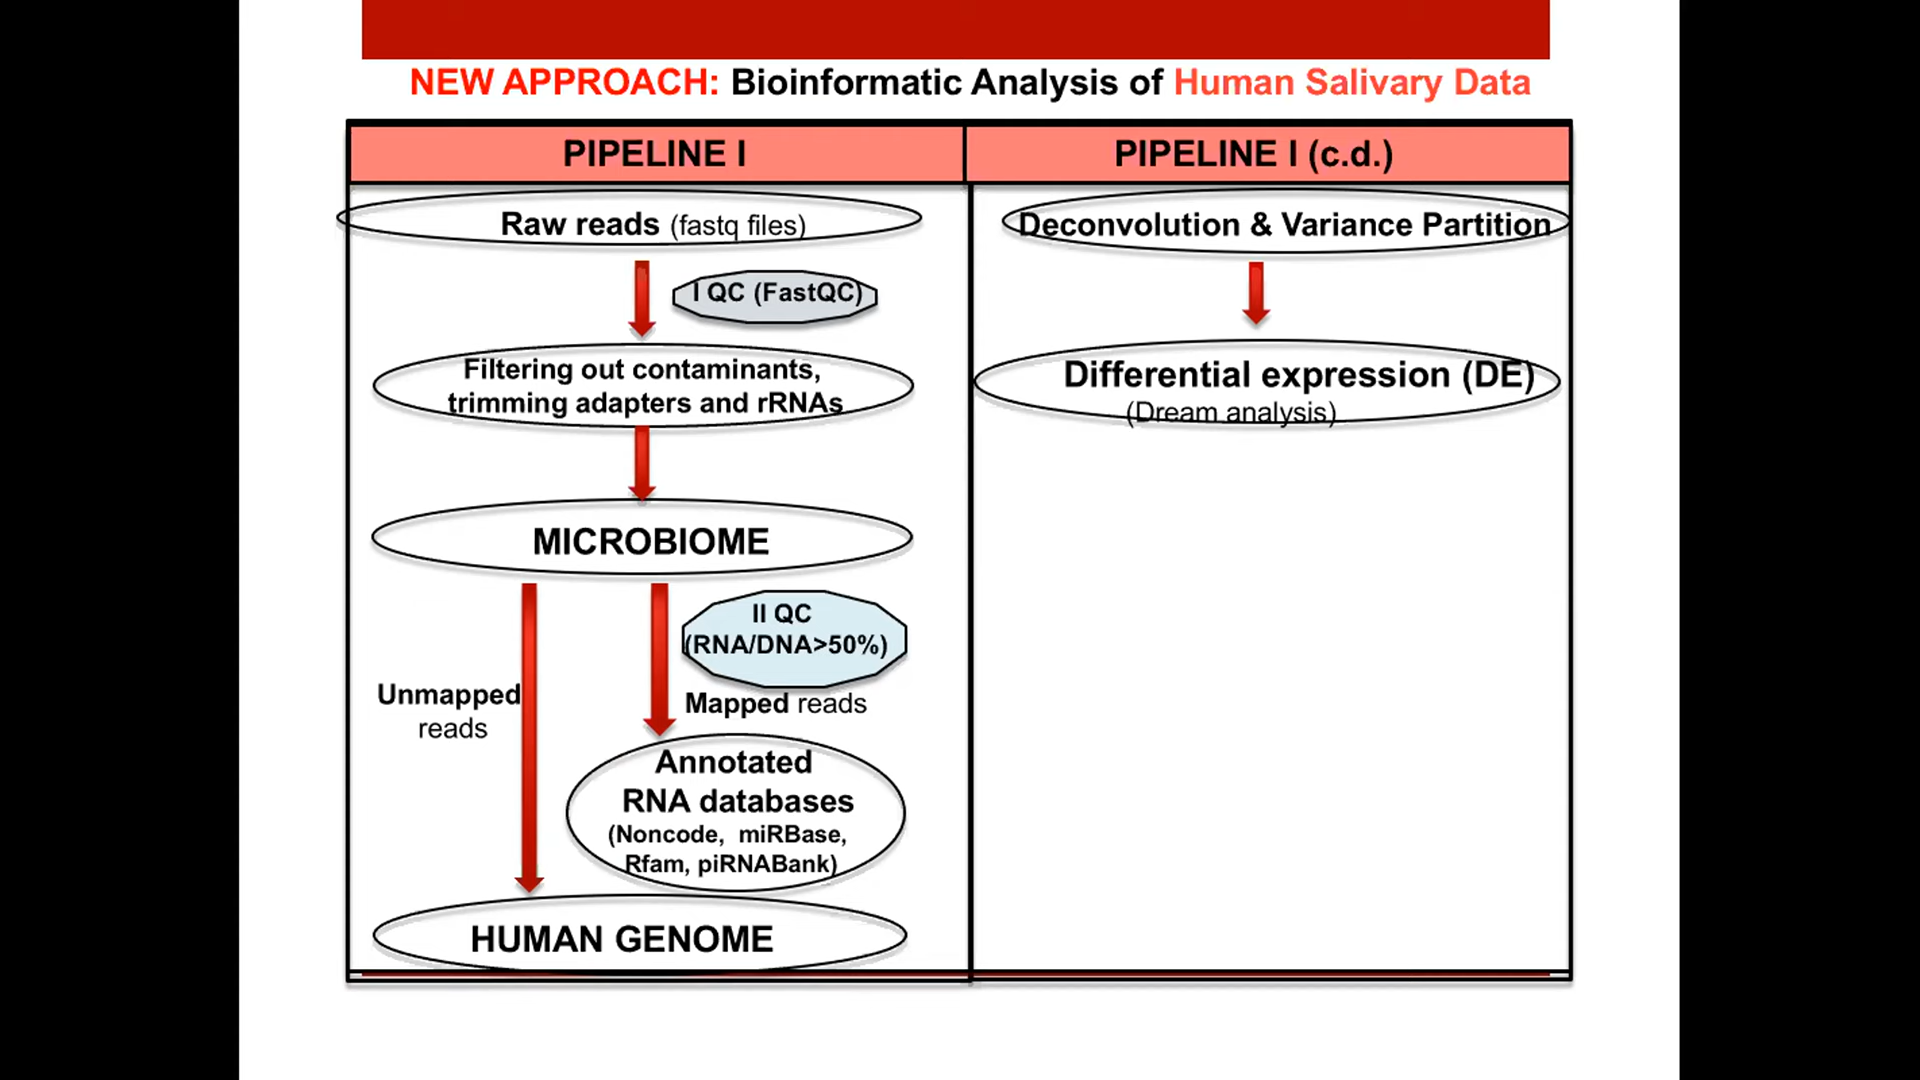 NEW APPROACH: Bioinformatic Analysis of Human Salivary Data
PIPELINE I
Raw reads (fastq files)
I QC (FastQC)
Filtering out contaminants,
trimming adapters and rRNAs
MICROBIOME
II QC
(RNA/DNA>50%)
Unmapped
reads
Mapped reads
Annotated
RNA databases
(Noncode, miRBase,
Rfam, piRNABank)
HUMAN GENOME
PIPELINE I (c.d.)
Deconvolution & Variance Partition
Differential expression (DE)
(Dream analysis)